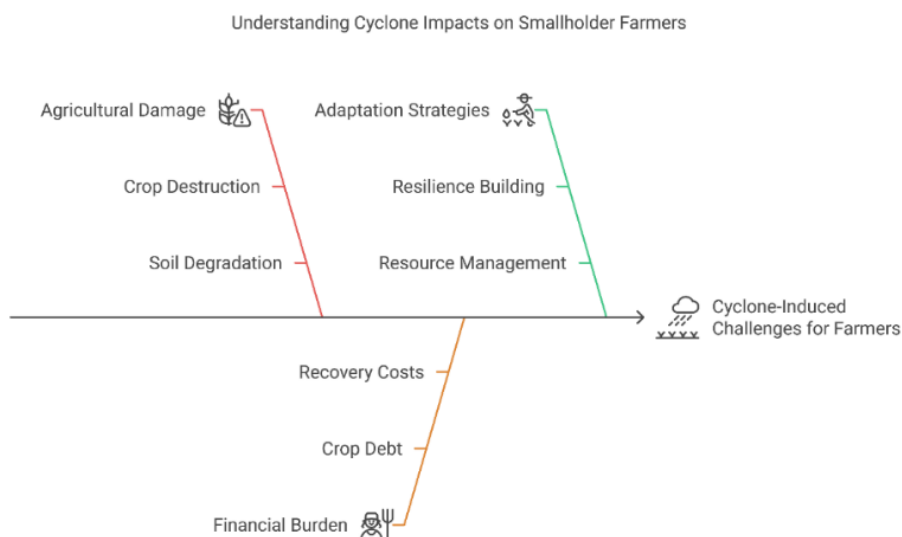 Understanding Cyclone Impacts on Smallholder Farmers
Agricultural Damage
Adaptation Strategies
Crop Destruction
Resilience Building
Soil Degradation
Resource Management
Cyclone-Induced
Challenges for Farmers
Recovery Costs
Crop Debt
Financial Burden